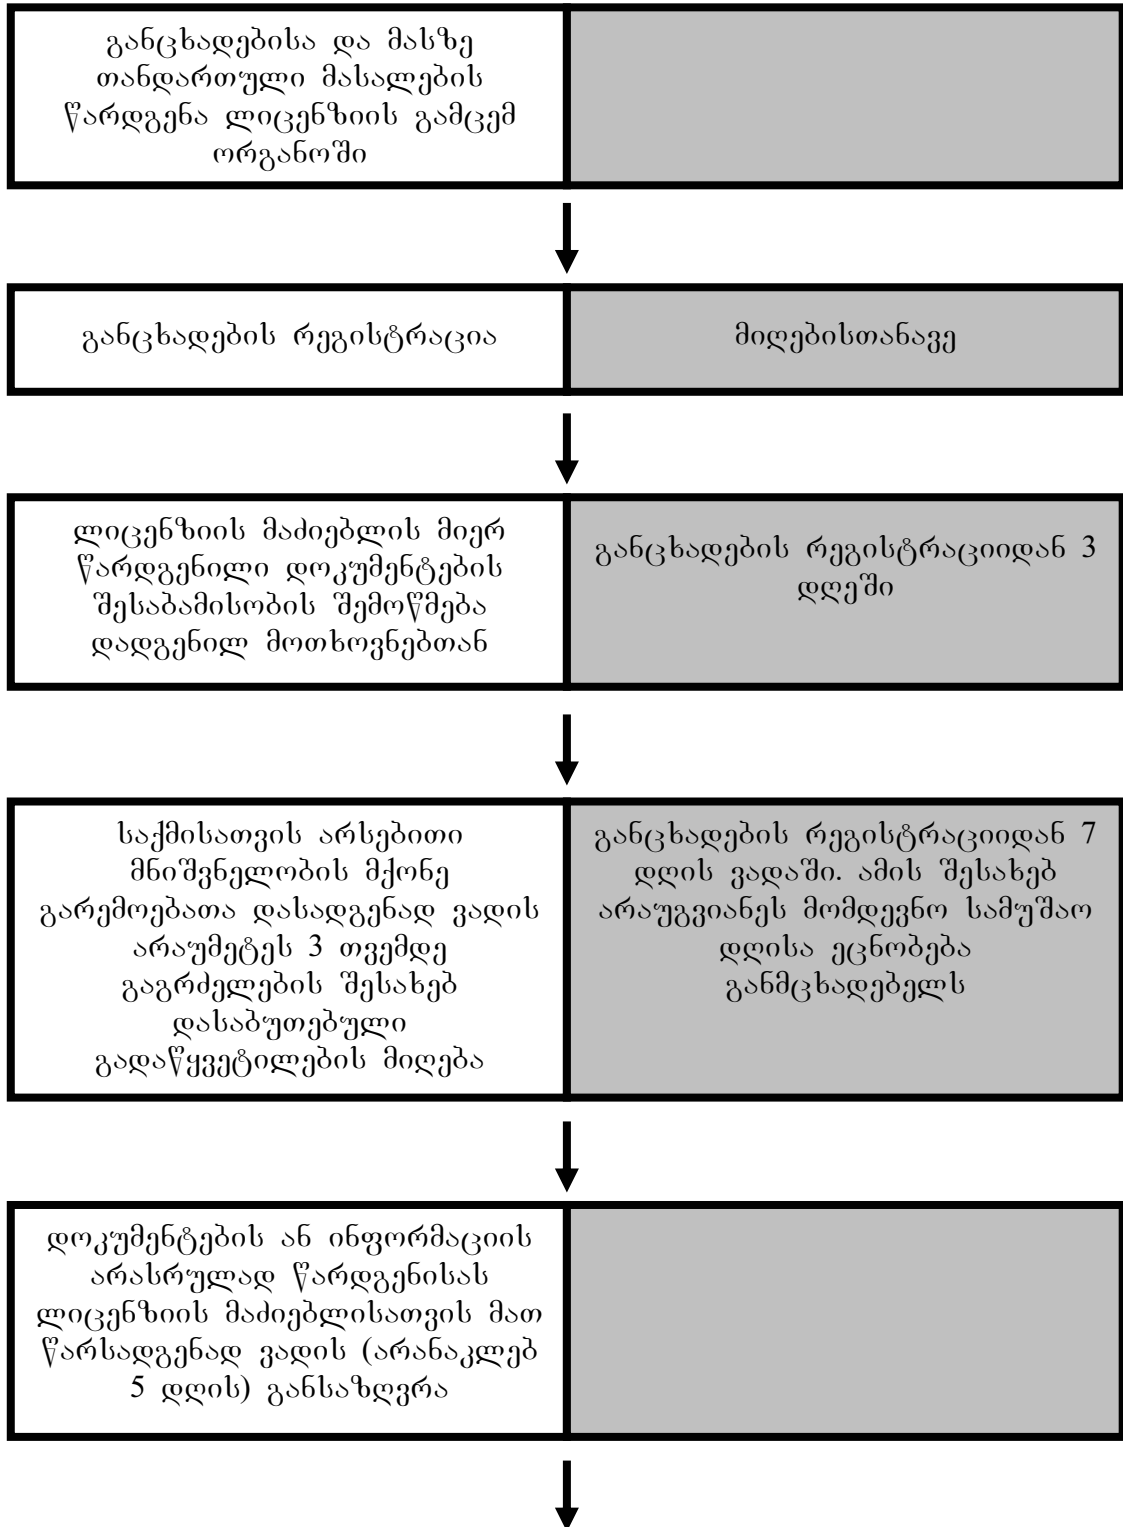 განცხადებისა და მასზე
თანდართული მასალების
წარდგენა ლიცენზიის გამცემ
ორგანოში
განცხადების რეგისტრაცია
მიღებისთანავე
ლიცენზიის მაძიებლის მიერ
წარდგენილი დოკუმენტების
შესაბამისობის შემოწმება
დადგენილ მოთხოვნებთან
განცხადების რეგისტრაციიდან 3
დღეში
საქმისათვის არსებითი
მნიშვნელობის მქონე
გარემოებათა დასადგენად ვადის
არაუმეტეს 3 თვემდე
გაგრძელების შესახებ
დასაბუთებული
გადაწყვეტილების მიღება
განცხადების რეგისტრაციიდან 7
დღის ვადაში. ამის შესახებ
არაუგვიანეს მომდევნო სამუშაო
დღისა ეცნობება
განმცხადებელს
დოკუმენტების ან ინფორმაციის
არასრულად წარდგენისას
ლიცენზიის მაძიებლისათვის მათ
წარსადგენად ვადის (არანაკლებ
5 დღის) განსაზღვრა